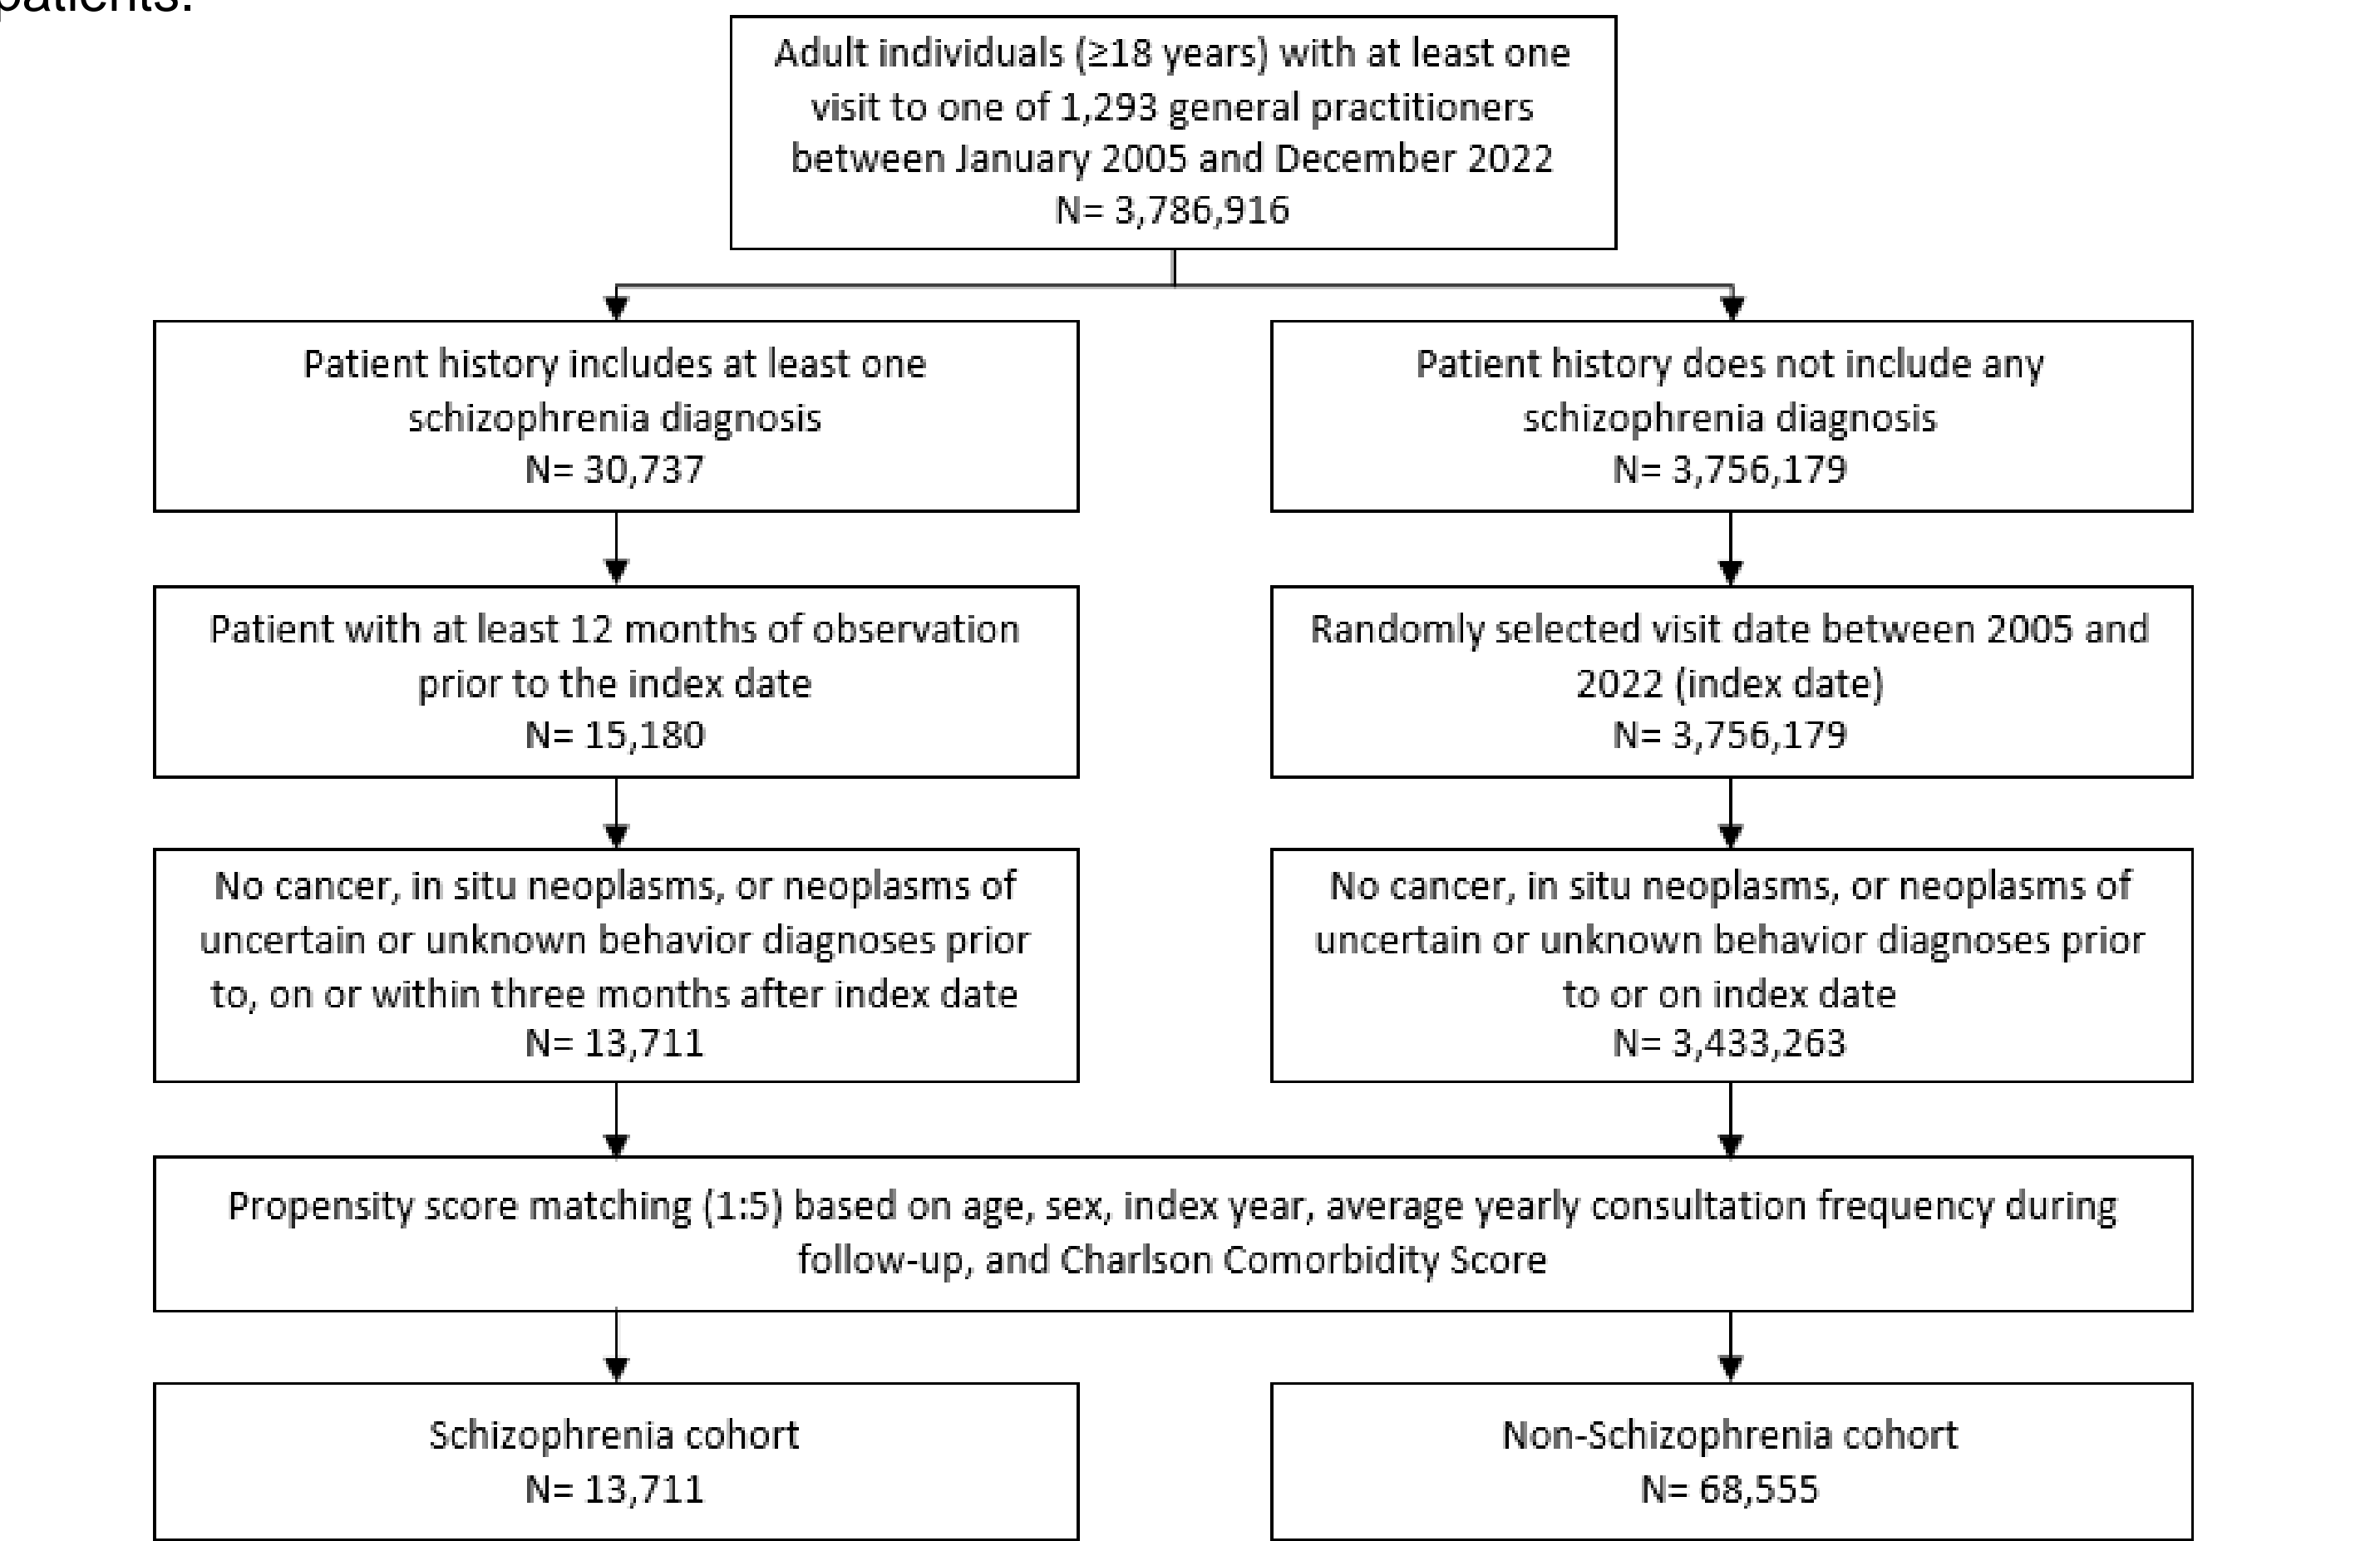 patients.
Adult individuals (≥18 years) with at least one
visit to one of 1,293 general practitioners
between January 2005 and December 2022
N= 3,786,916
Patient history includes at least one
schizophrenia diagnosis
N= 30,737
Patient history does not include any
schizophrenia diagnosis
N= 3,756,179
Patient with at least 12 months of observation
prior to the index date
N= 15,180
Randomly selected visit date between 2005 and
2022 (index date)
N= 3,756,179
No cancer, in situ neoplasms, or neoplasms of
uncertain or unknown behavior diagnoses prior
to, on or within three months after index date
N= 13,711
No cancer, in situ neoplasms, or neoplasms of
uncertain or unknown behavior diagnoses prior
to or on index date
N= 3,433,263
Propensity score matching (1:5) based on age, sex, index year, average yearly consultation frequency during
follow-up, and Charlson Comorbidity Score
Schizophrenia cohort
N= 13,711
Non-Schizophrenia cohort
N= 68,555